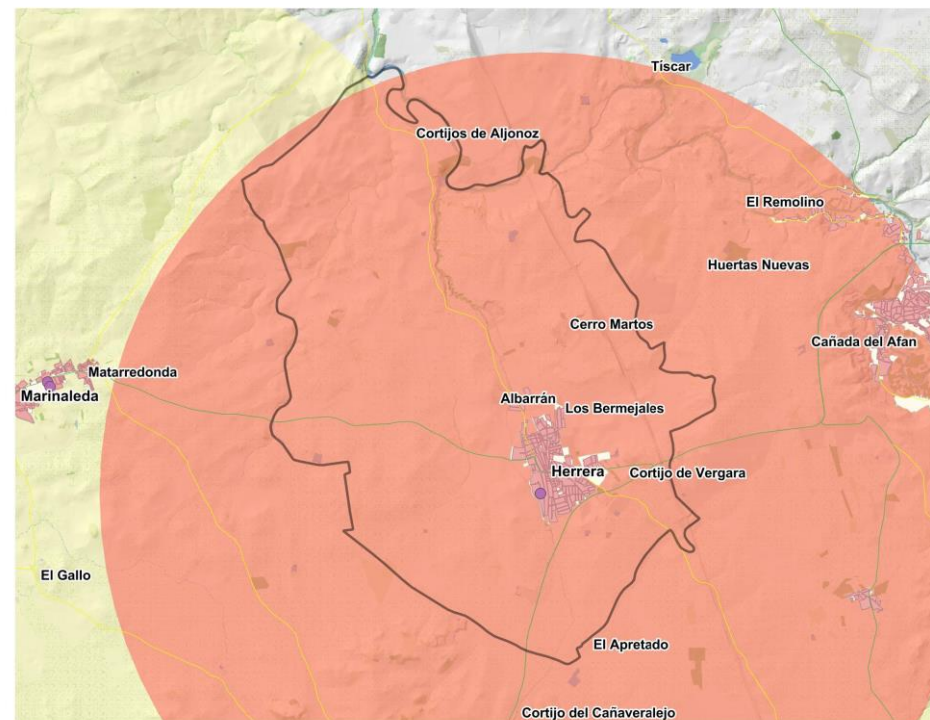 Tiscar
Cortijos de Aljonoz
El Remolino
Huertas Nuevas
Cerro Martos
Cañada del Afan
Matarredonda
Marinaleda
Albarrán
Los Bermejales
Herrera
Cortijo de Vergara
El Gallo
El Apretado
Cortijo del Cañaveralejo